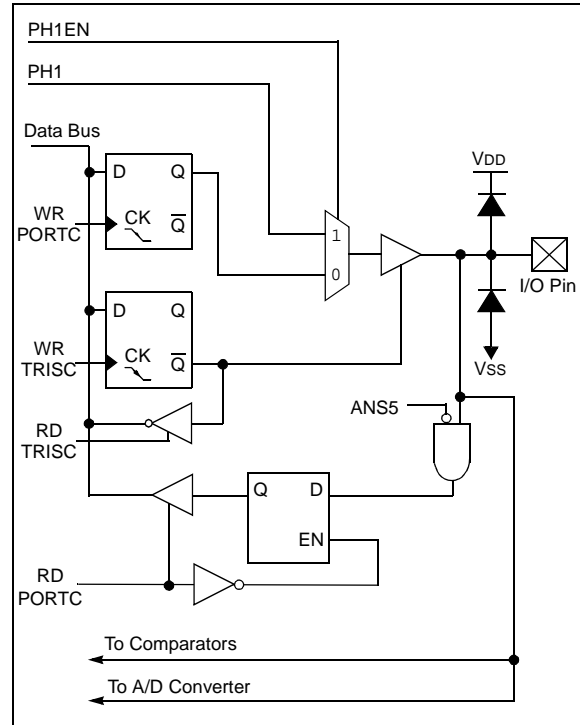 PH1EN
PH1
Data Bus
D Q
WR
PORTC
CK
Q
1
0
VDD
I/O Pin
VSS
D Q
WR
TRISC
CK
Q
RD
TRISC
ANS5
Q D
EN
RD
PORTC
To Comparators
To A/D Converter